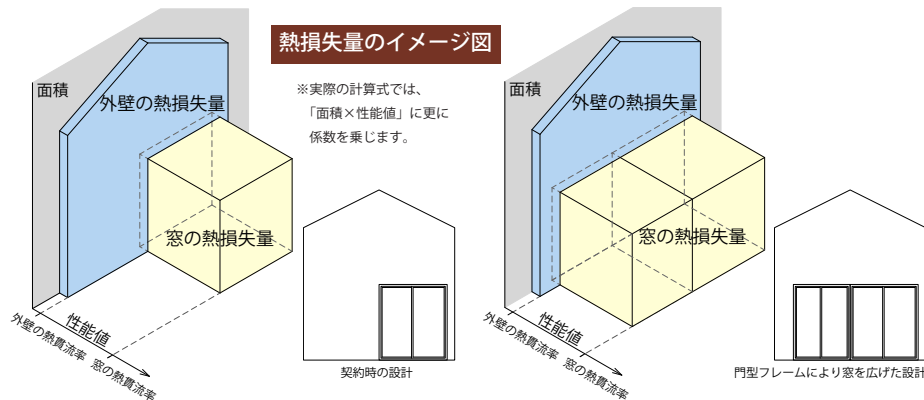 熱損失量のイメージ図
※実際の計算式では、
「面積×性能値」に更に
係数を乗じます。
面積
外壁の熱損失量
窓の熱損失量
性能値
外壁の熱貫流率
窓の熱貫流率
契約時の設計
面積
外壁の熱損失量
窓の熱損失量
性能値
外壁の熱貫流率
窓の熱貫流率
門型フレームにより窓を広げた設計